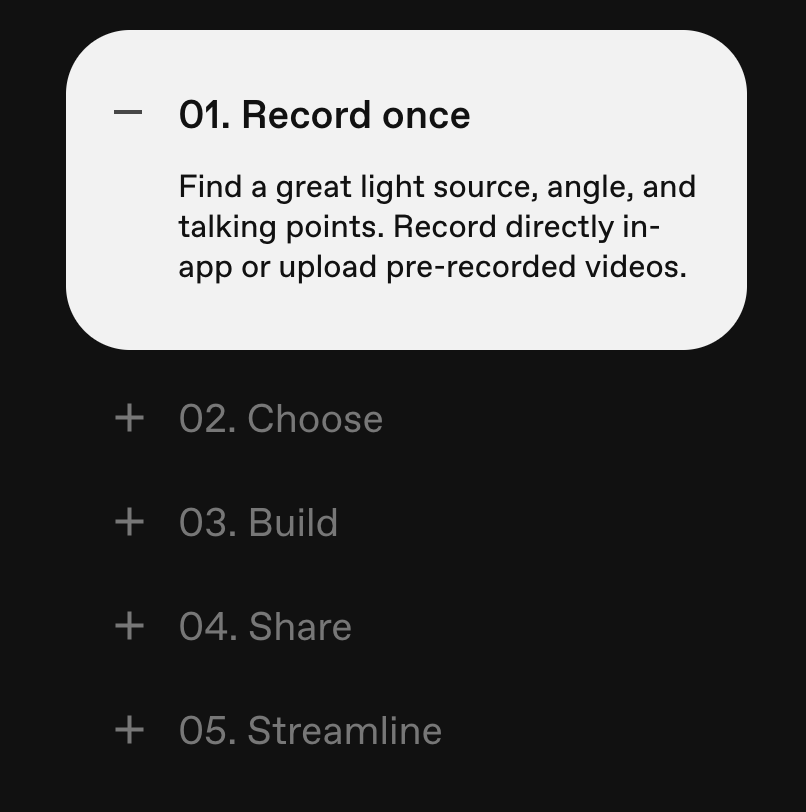 01. Record once
Find a great light source, angle, and
talking points. Record directly in-
app or upload pre-recorded videos.
02. Choose
03. Build
04. Share
05. Streamline